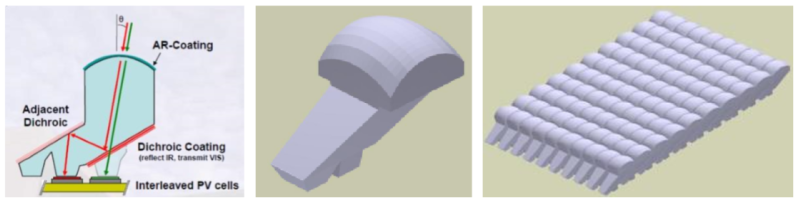 θ
AR-Coating
Adjacent
Dichroic
Dichroic Coating
(reflect IR, transmit VIS)
Interleaved PV cells